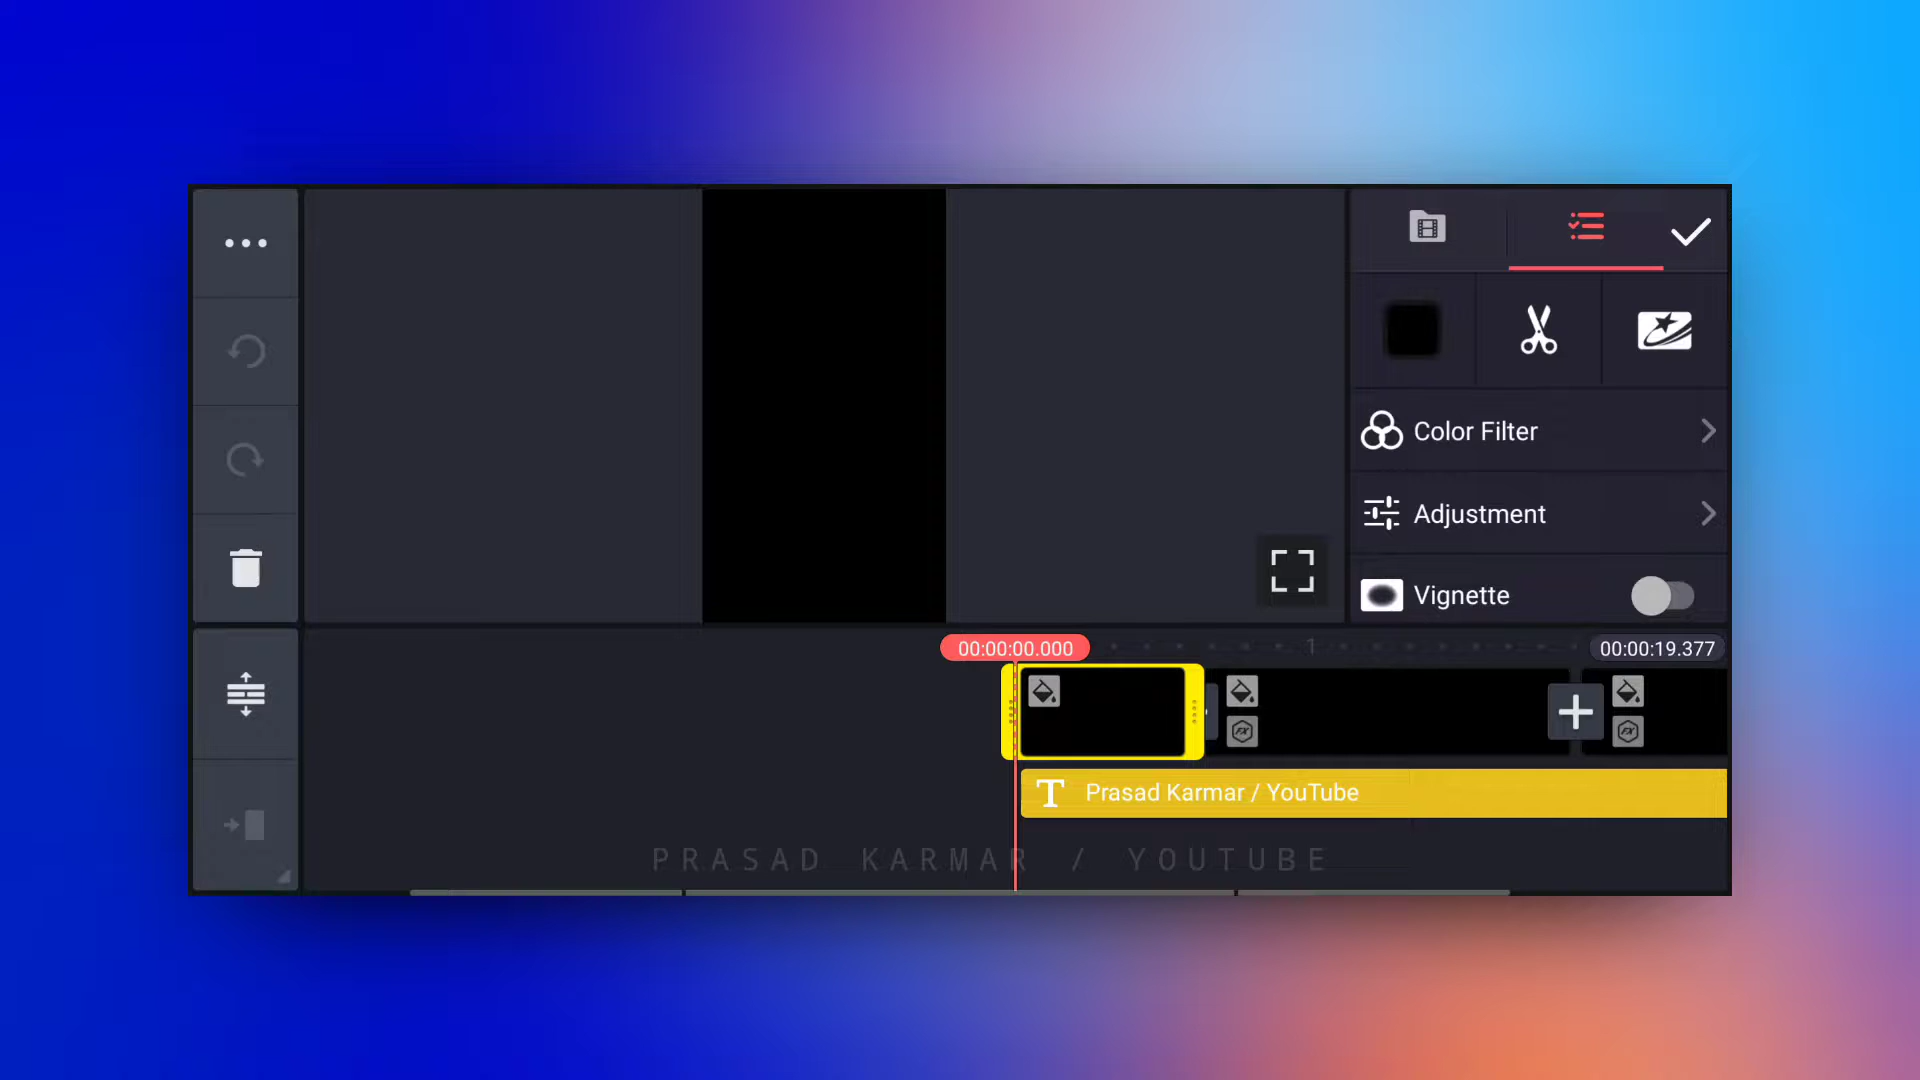 Color Filter
Adjustment
Vignette
00:00:00.000
1
00:00:19.377
T Prasad Karmar / YouTube
PRASAD KARMAR / YOUTUBE